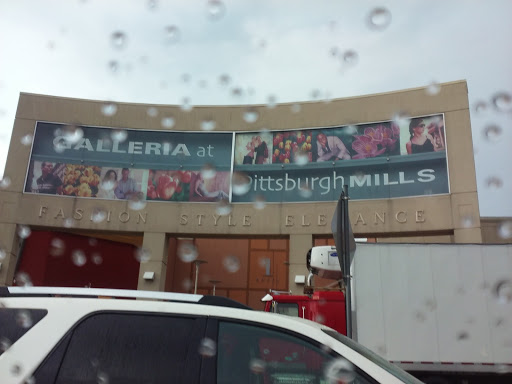 GALLERIA at
pittsburgh MILLS
FASHION STYLE ELEGANCE